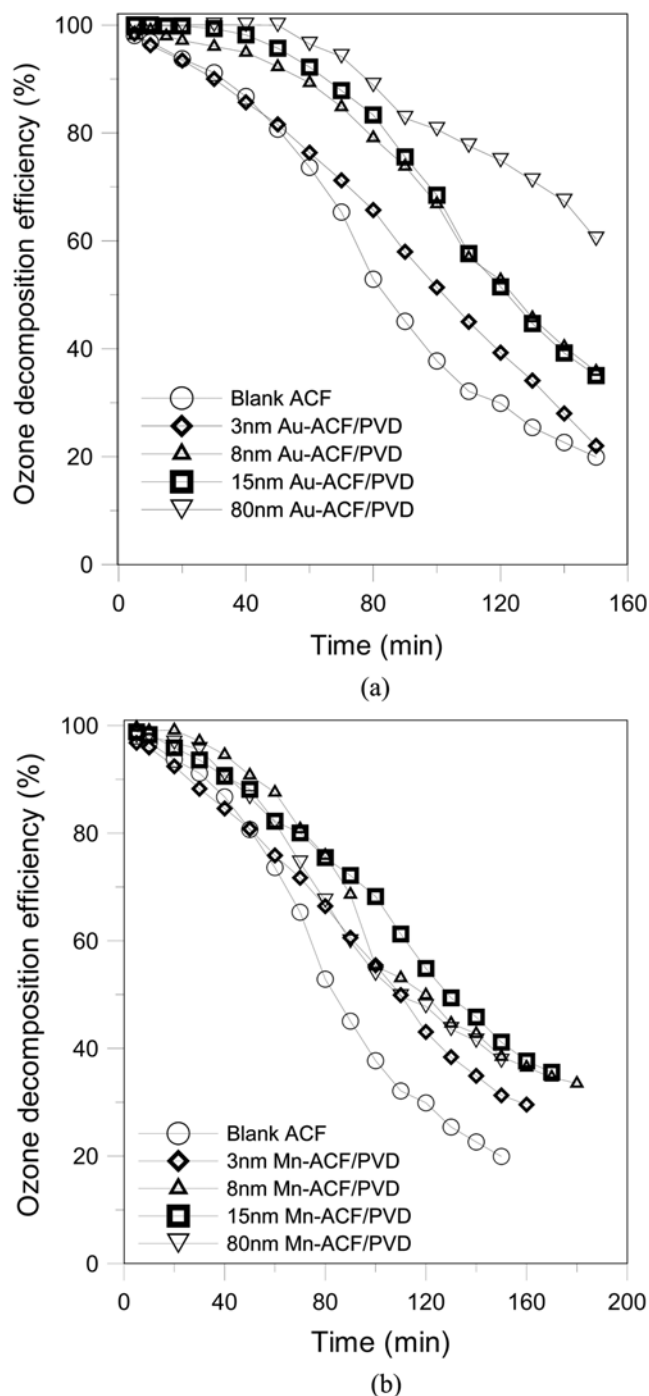 100
80
60
40
20
0
Ozone decomposition efficiency (%)
Blank ACF
3nm Au-ACF/PVD
8nm Au-ACF/PVD
15nm Au-ACF/PVD
80nm Au-ACF/PVD
0 40 80 120 160
Time (min)
(a)
100
80
60
40
20
0
Ozone decomposition efficiency (%)
Blank ACF
3nm Mn-ACF/PVD
8nm Mn-ACF/PVD
15nm Mn-ACF/PVD
80nm Mn-ACF/PVD
0 40 80 120 160 200
Time (min)
(b)